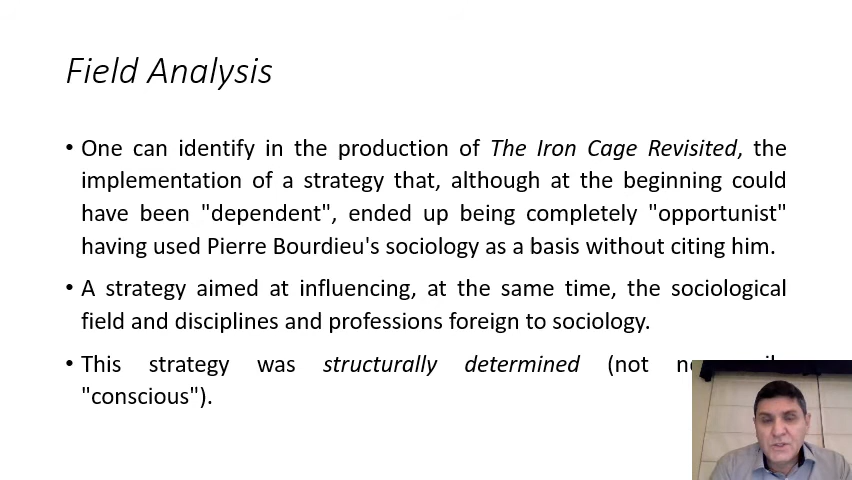 Field Analysis
• One can identify in the production of The Iron Cage Revisited, the
implementation of a strategy that, although at the beginning could
have been "dependent", ended up being completely "opportunist"
having used Pierre Bourdieu's sociology as a basis without citing him.
• A strategy aimed at influencing, at the same time, the sociological
field and disciplines and professions foreign to sociology.
• This strategy was structurally determined (not
"conscious").